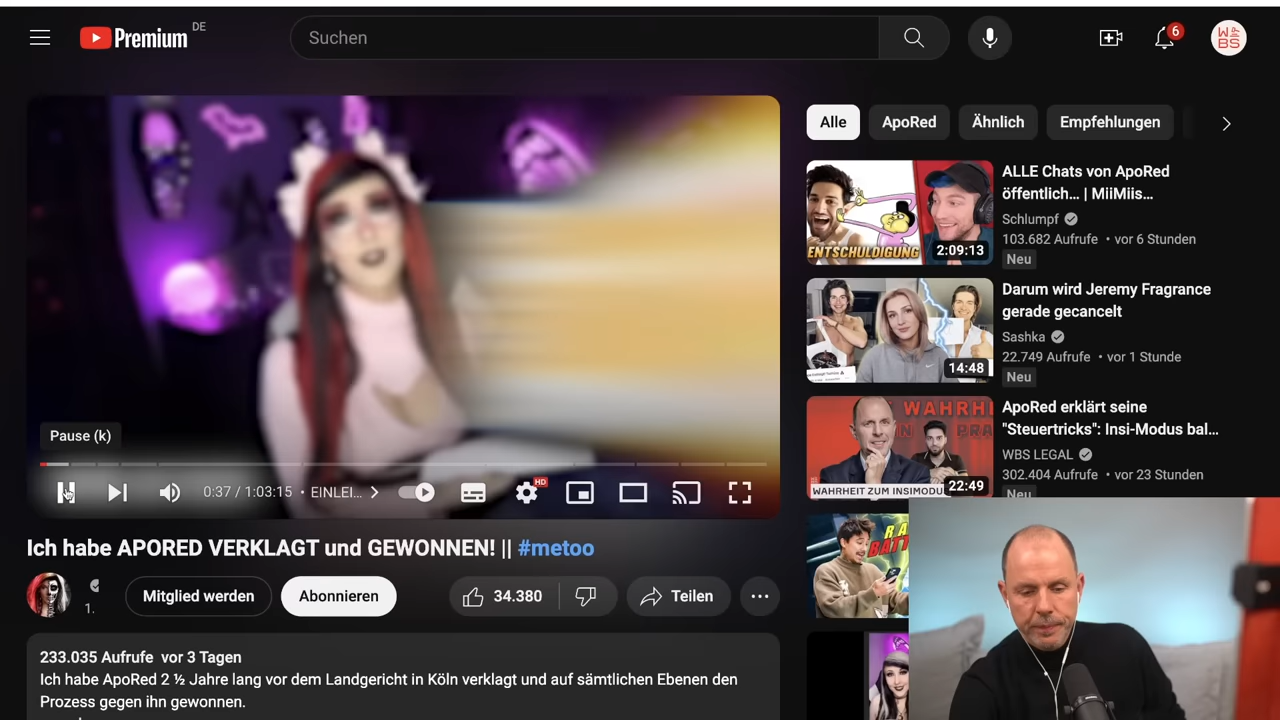 Premium
DE
Suchen
6
Alle
ApoRed
Ähnlich
Empfehlungen
ENTSCHULDIGUNG
2:09:13
ALLE Chats von ApoRed
öffentlich... | MiiMiis...
Schlumpf
103.682 Aufrufe • vor 6 Stunden
Neu
14:48
Darum wird Jeremy Fragrance
gerade gecancelt
Sashka
22.749 Aufrufe • vor 1 Stunde
Neu
WAHRHEIT ZUM INSIMODU
22:49
ApoRed erklärt seine
"Steuertricks": Insi-Modus bal...
WBS LEGAL
302.404 Aufrufe • vor 23 Stunden
Neu
Pause (k)
0:37 / 1:03:15 • EINLEI...
HD
Ich habe APORED VERKLAGT und GEWONNEN! || #metoo
1.
Mitglied werden
Abonnieren
34.380
Teilen
233.035 Aufrufe vor 3 Tagen
Ich habe ApoRed 2 ½ Jahre lang vor dem Landgericht in Köln verklagt und auf sämtlichen Ebenen den
Prozess gegen ihn gewonnen.